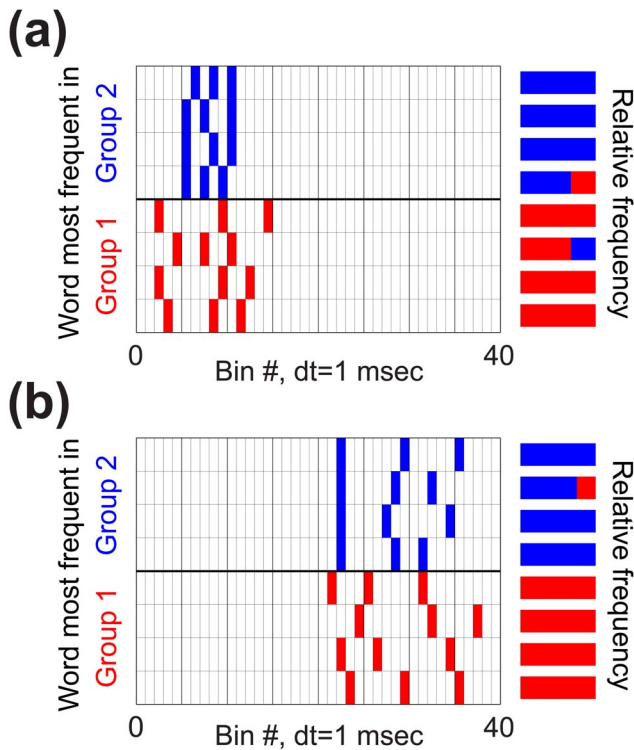 (a)
Word most frequent in
Group 2
Group 1
Relative frequency
0
40
Bin #, dt=1 msec
(b)
Word most frequent in
Group 2
Group 1
Relative frequency
0
40
Bin #, dt=1 msec